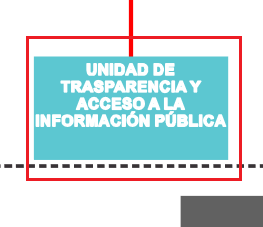 UNIDAD DE
TRASPARENCIA Y
ACCESO A LA
INFORMACIÓN PÚBLICA